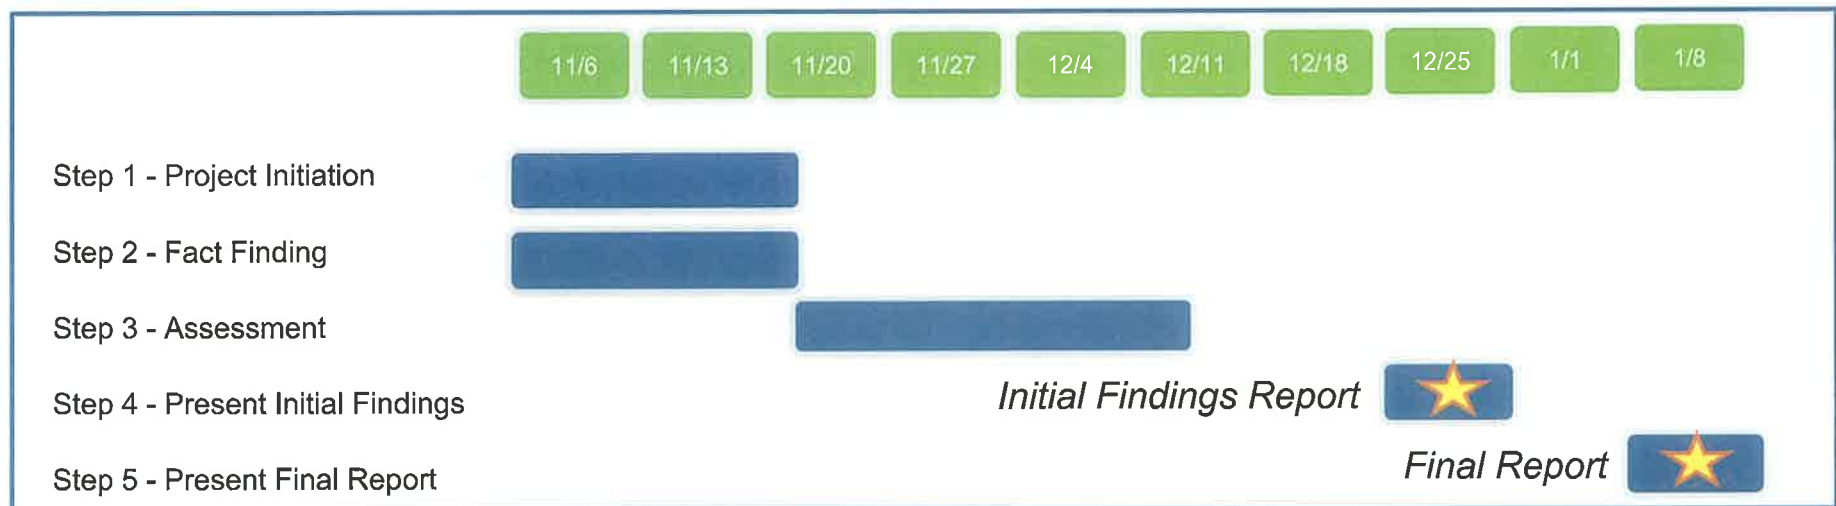 11/6 11/13 11/20 11/27 12/4 12/11 12/18 12/25 1/1 1/8
Step 1 - Project Initiation
Step 2 - Fact Finding
Step 3 - Assessment
Step 4 - Present Initial Findings Initial Findings Report
Step 5 - Present Final Report Final Report